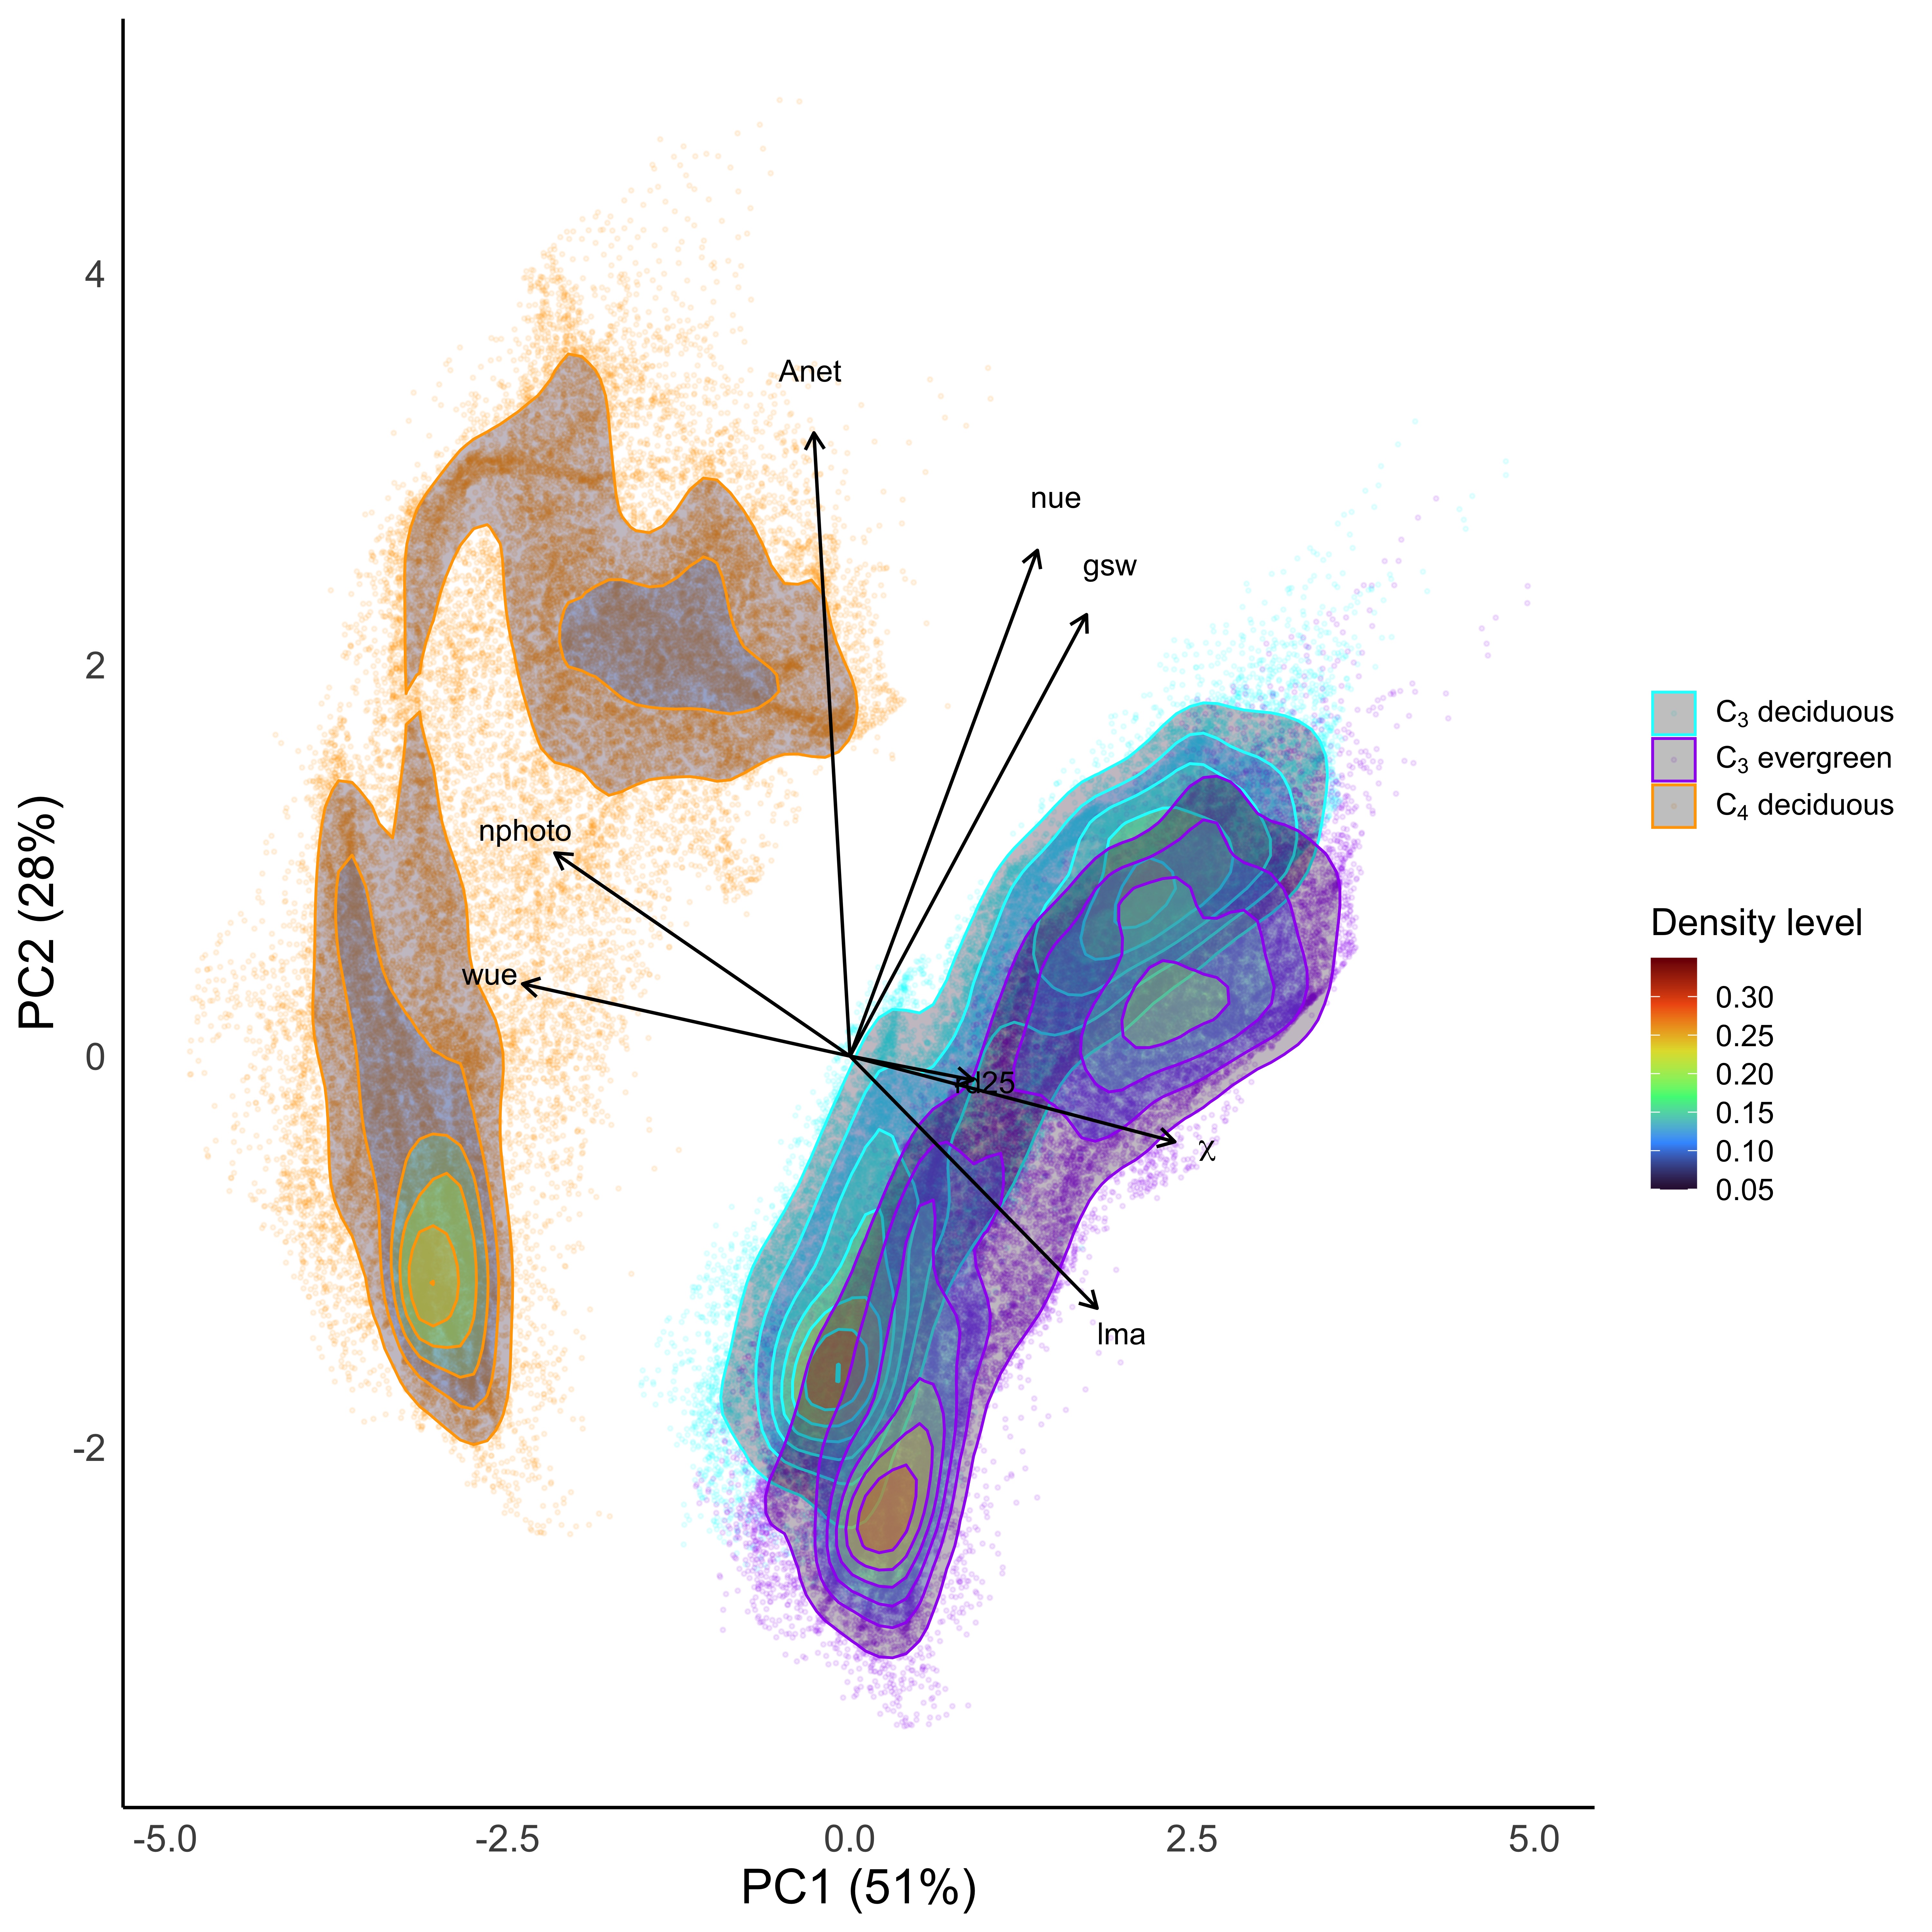 4
2
0
-2
PC2 (28%)
-5.0
-2.5
0.0
2.5
5.0
PC1 (51%)
Anet
nue
gsw
nphoto
wue
rd25
χ
lma
C₃ deciduous
C₃ evergreen
C₄ deciduous
Density level
0.30
0.25
0.20
0.15
0.10
0.05